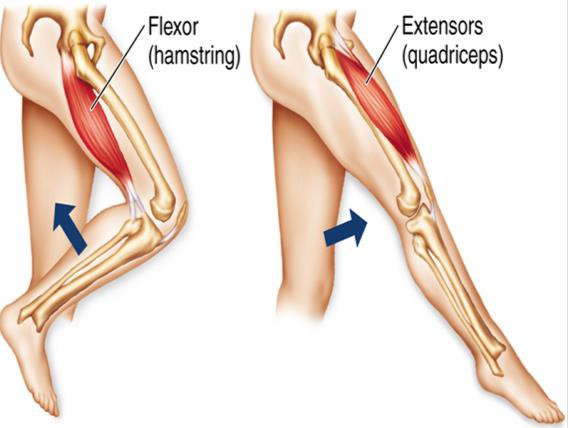 Flexor
(hamstring)
Extensors
(quadriceps)